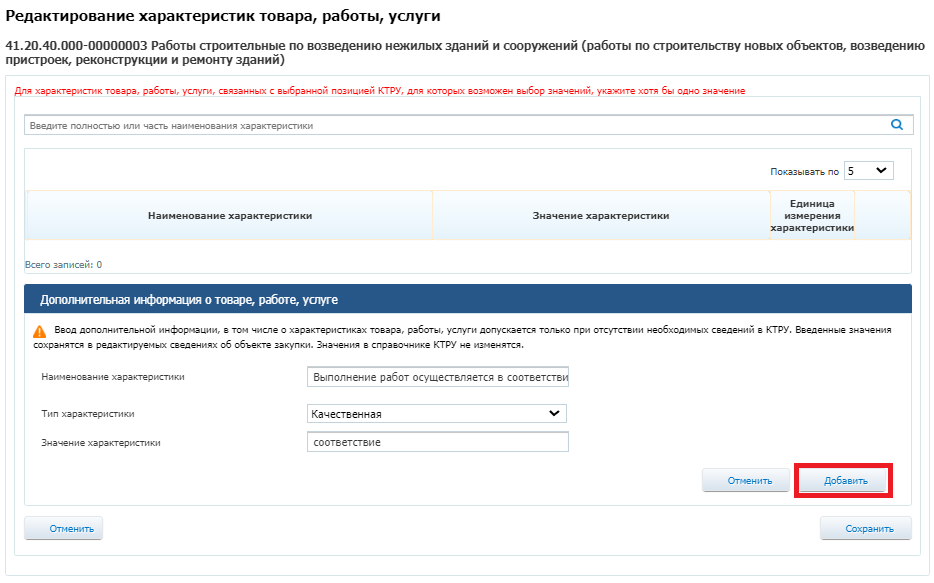 Редактирование характеристик товара, работы, услуги
41.20.40.000-00000003 Работы строительные по возведению нежилых зданий и сооружений (работы по строительству новых объектов, возведению
пристроек, реконструкции и ремонту зданий)
Для характеристик товара, работы, услуги, связанных с выбранной позицией КТРУ, для которых возможен выбор значений, укажите хотя бы одно значение
Введите полностью или часть наименования характеристики
Показывать по 5
Наименование характеристики
Значение характеристики
Единица
измерения
характеристики
Всего записей: 0
Дополнительная информация о товаре, работе, услуге
Ввод дополнительной информации, в том числе о характеристиках товара, работы, услуги допускается только при отсутствии необходимых сведений в КТРУ. Введенные значения
сохранятся в редактируемых сведениях об объекте закупки. Значения в справочнике КТРУ не изменятся.
Наименование характеристики
Выполнение работ осуществляется в соответстви
Тип характеристики
Качественная
Значение характеристики
соответствие
Отменить
Добавить
Отменить
Сохранить